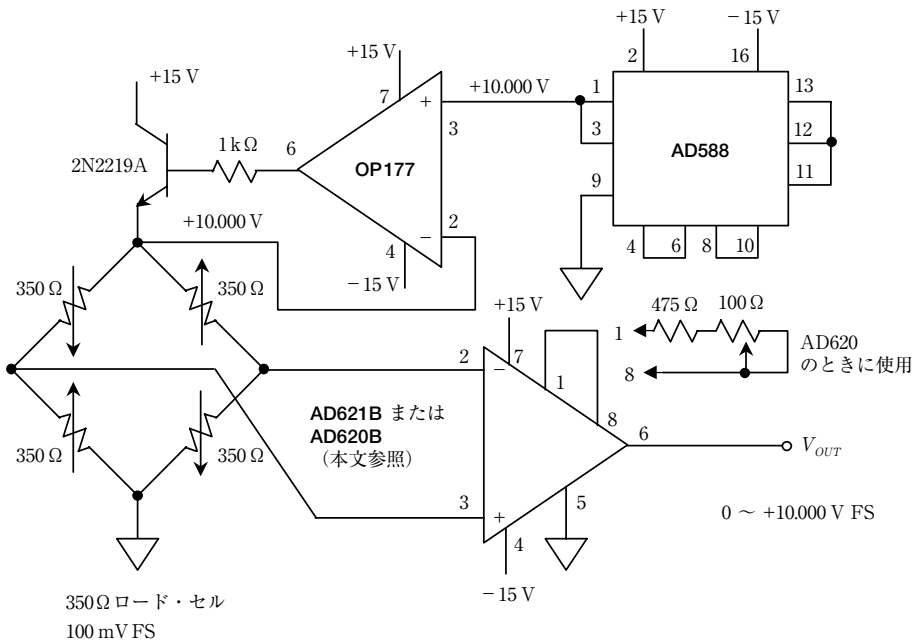 +15 V
−15 V
2
16
+15 V
+15 V
7
+
3
+10.000 V
1
3
9
AD588
13
12
11
2N2219A
1 kΩ
6
OP177
2
−
4
−15 V
+10.000 V
4
6
8
10
350 Ω
350 Ω
350 Ω
350 Ω
+15 V
7
2
−
1
8
475 Ω
100 Ω
1
8
AD620
のときに使用
AD621B または
AD620B
（本文参照）
3
+
4
5
6
V_OUT
−15 V
0 ～ +10.000 V FS
350Ω ロード・セル
100 mV FS